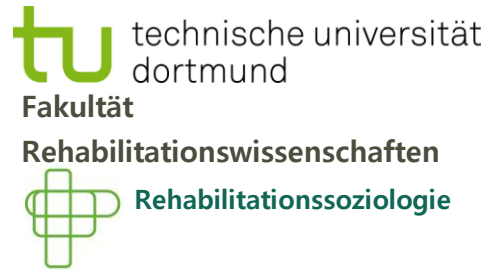 technische universität
dortmund
Fakultät
Rehabilitationswissenschaften
Rehabilitationssoziologie